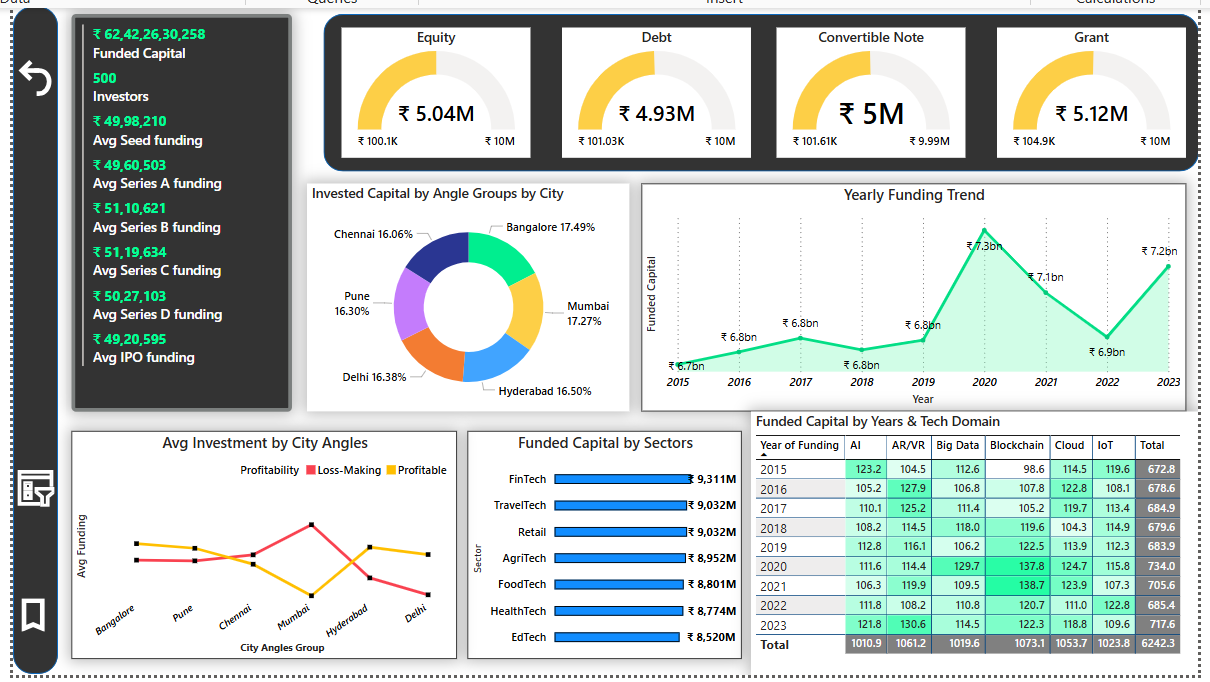 Queries
Insert
Calculations
₹ 62,42,26,30,258
Funded Capital
500
Investors
₹ 49,98,210
Avg Seed funding
₹ 49,60,503
Avg Series A funding
₹ 51,10,621
Avg Series B funding
₹ 51,19,634
Avg Series C funding
₹ 50,27,103
Avg Series D funding
₹ 49,20,595
Avg IPO funding
Equity
₹ 5.04M
₹ 100.1K ₹ 10M
Debt
₹ 4.93M
₹ 101.03K ₹ 10M
Convertible Note
₹ 5M
₹ 101.61K ₹ 9.99M
Grant
₹ 5.12M
₹ 104.9K ₹ 10M
Invested Capital by Angle Groups by City
Bangalore 17.49%
Mumbai
17.27%
Hyderabad 16.50%
Delhi 16.38%
Pune
16.30%
Chennai 16.06%
Yearly Funding Trend
Funded Capital
₹ 6.7bn
₹ 6.8bn
₹ 6.8bn
₹ 6.8bn
₹ 6.8bn
₹ 7.3bn
₹ 7.1bn
₹ 6.9bn
₹ 7.2bn
2015 2016 2017 2018 2019 2020 2021 2022 2023
Year
Avg Investment by City Angles
Profitability Loss-Making Profitable
Avg Funding
Bangalore Pune Chennai Mumbai Hyderabad Delhi
City Angles Group
Funded Capital by Sectors
Sector
FinTech ₹ 9,311M
TravelTech ₹ 9,032M
Retail ₹ 9,032M
AgriTech ₹ 8,952M
FoodTech ₹ 8,801M
HealthTech ₹ 8,774M
EdTech ₹ 8,520M
Funded Capital by Years & Tech Domain
Year of Funding AI AR/VR Big Data Blockchain Cloud IoT Total
2015 123.2 104.5 112.6 98.6 114.5 119.6 672.8
2016 105.2 127.9 106.8 107.8 122.8 108.1 678.6
2017 110.1 125.2 111.4 105.2 119.7 113.4 684.9
2018 108.2 114.5 118.0 119.6 104.3 114.9 679.6
2019 112.8 116.1 106.2 122.5 113.9 112.3 683.9
2020 111.6 114.4 129.7 137.8 124.7 115.8 734.0
2021 106.3 119.9 109.5 138.7 123.9 107.3 705.6
2022 111.8 108.2 110.8 120.7 111.0 122.8 685.4
2023 121.8 130.6 114.5 122.3 118.8 109.6 717.6
Total 1010.9 1061.2 1019.6 1073.1 1053.7 1023.8 6242.3